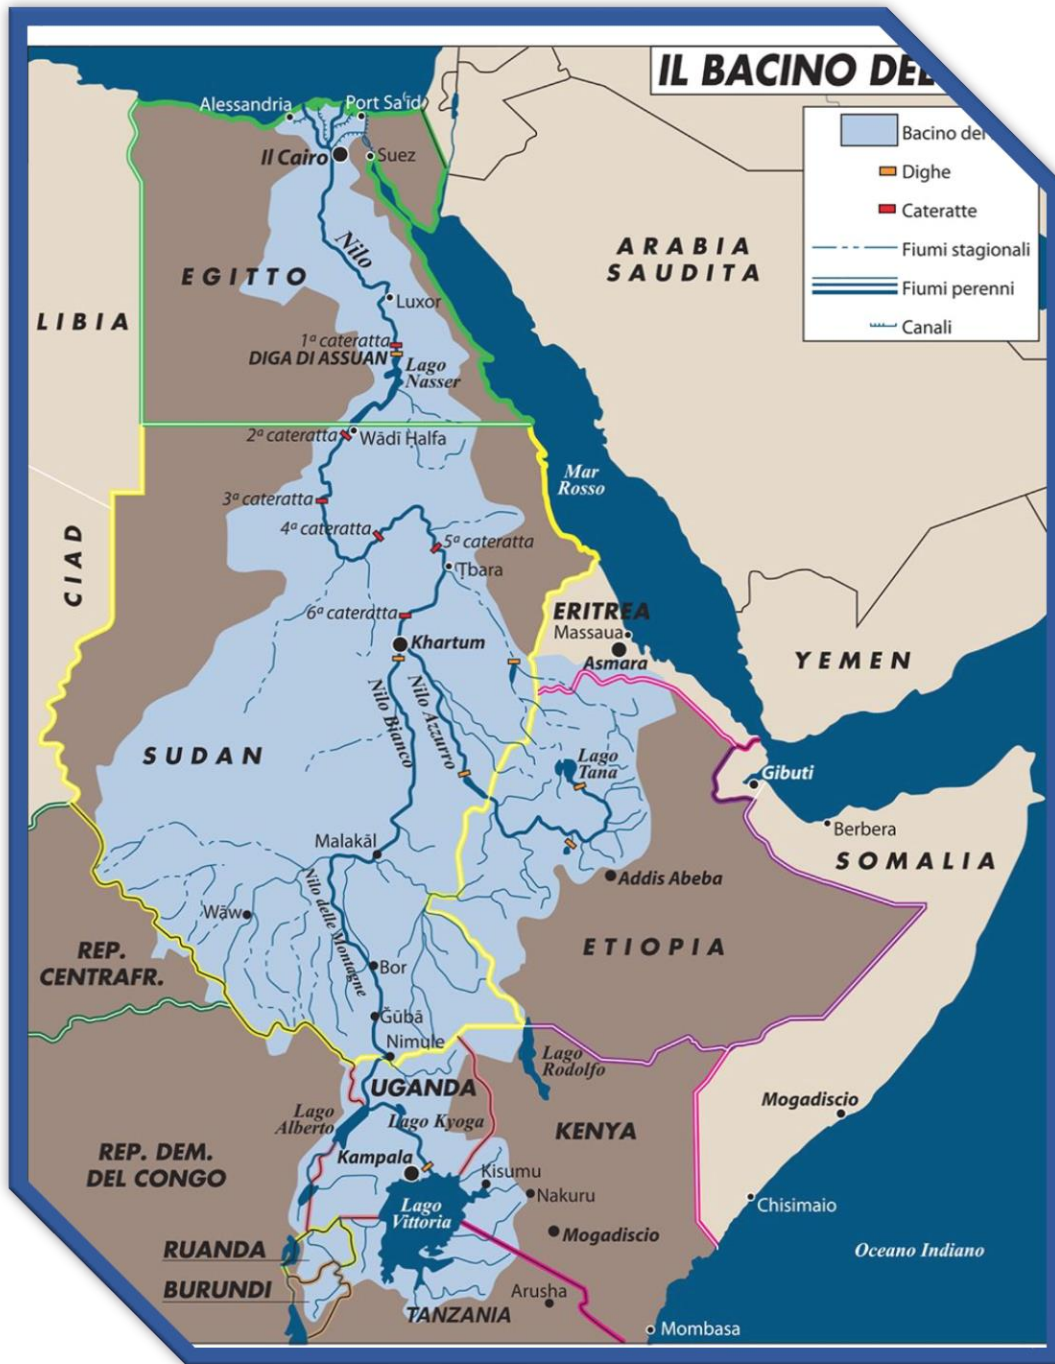 IL BACINO DEL
Bacino del
Dighe
Cateratte
Fiumi stagionali
Fiumi perenni
Canali
Alessandria
Port Sa'īd
Il Cairo
Suez
Nilo
ARABIA
SAUDITA
EGITTO
Luxor
LIBIA
1ª cateratta
DIGA DI ASSUAN
Lago
Nasser
2ª cateratta
Wādī Ḥalfa
Mar
Rosso
3ª cateratta
4ª cateratta
5ª cateratta
CIAD
Ṭbara
6ª cateratta
ERITREA
Massaua
Khartum
Asmara
YEMEN
Nilo Bianco
Nilo Azzurro
SUDAN
Lago
Tana
Gibuti
Berbera
Malakāl
SOMALIA
Addis Abeba
Nilo delle Montagne
Wāw
REP.
CENTRAFR.
ETIOPIA
Bor
Ǧūbā
Nimule
Lago
Rodolfo
UGANDA
Mogadiscio
Lago
Alberto
Lago Kyoga
KENYA
REP. DEM.
DEL CONGO
Kampala
Kisumu
Nakuru
Chisimaio
Lago
Vittoria
Mogadiscio
RUANDA
Oceano Indiano
BURUNDI
Arusha
TANZANIA
Mombasa